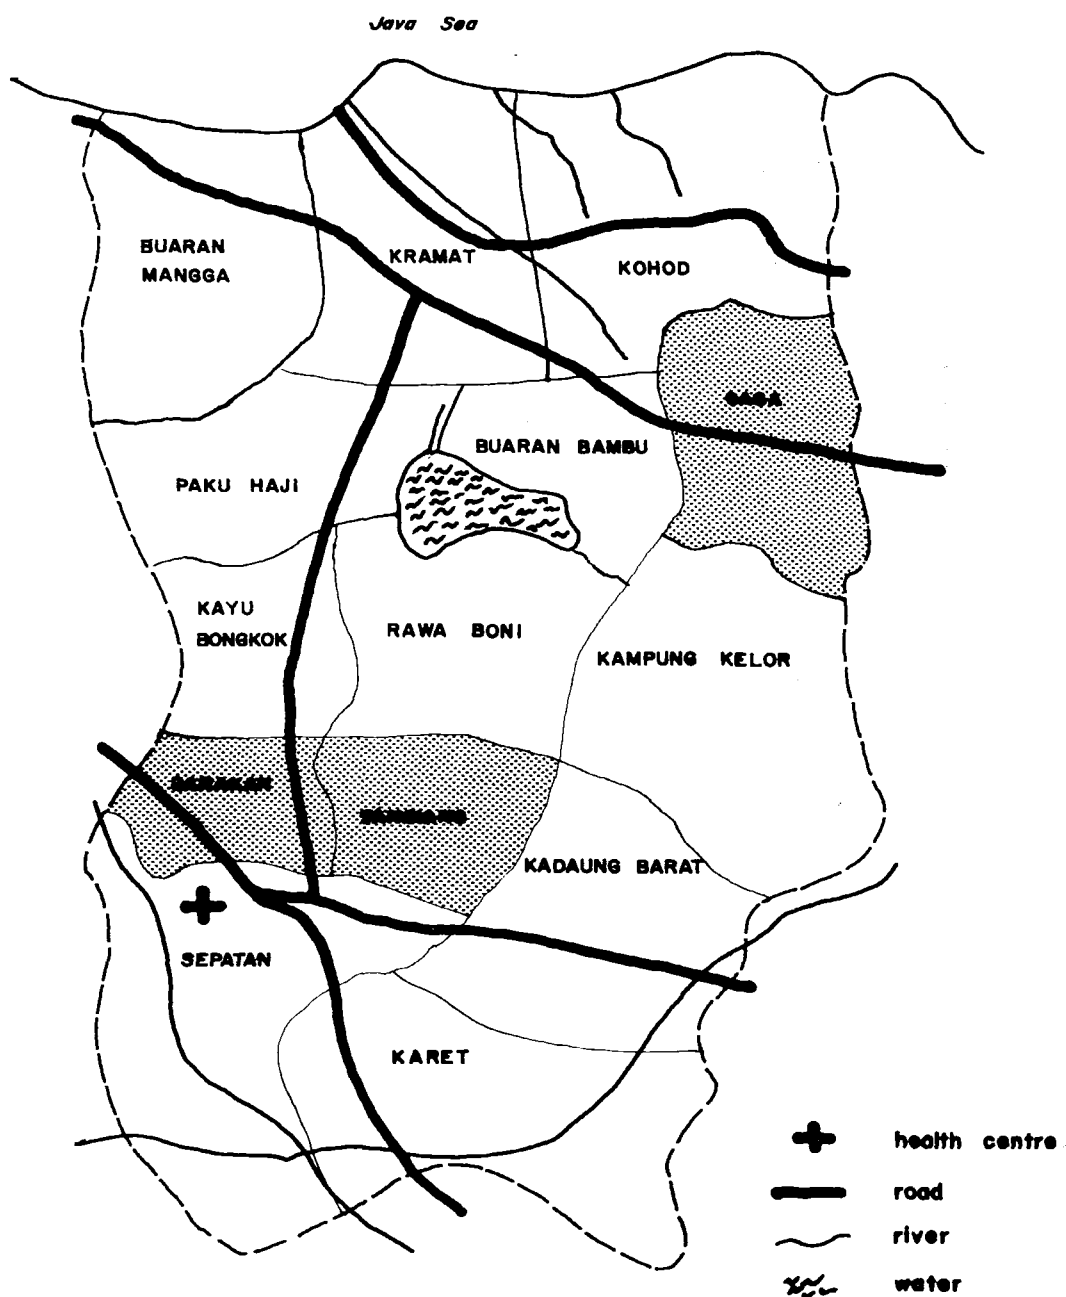 Java Sea
BUARAN
MANGGA
KRAMAT
KOHOD
BUARAN BAMBU
PAKU HAJI
KAYU
BONGKOK
RAWA BONI
KAMPUNG KELOR
SARAKAN
KADAUNG BARAT
SEPATAN
KARET
health centre
road
river
water